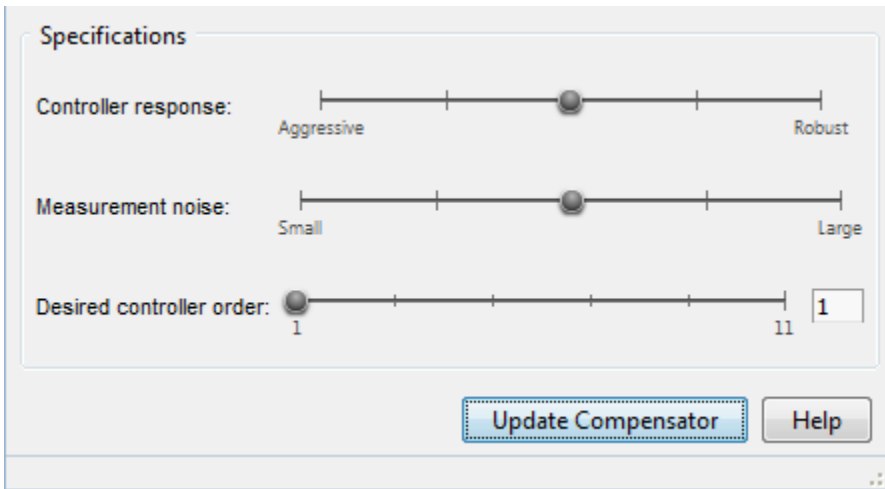 Specifications
Controller response:
Aggressive Robust
Measurement noise:
Small Large
Desired controller order: 1
1 11
Update Compensator Help